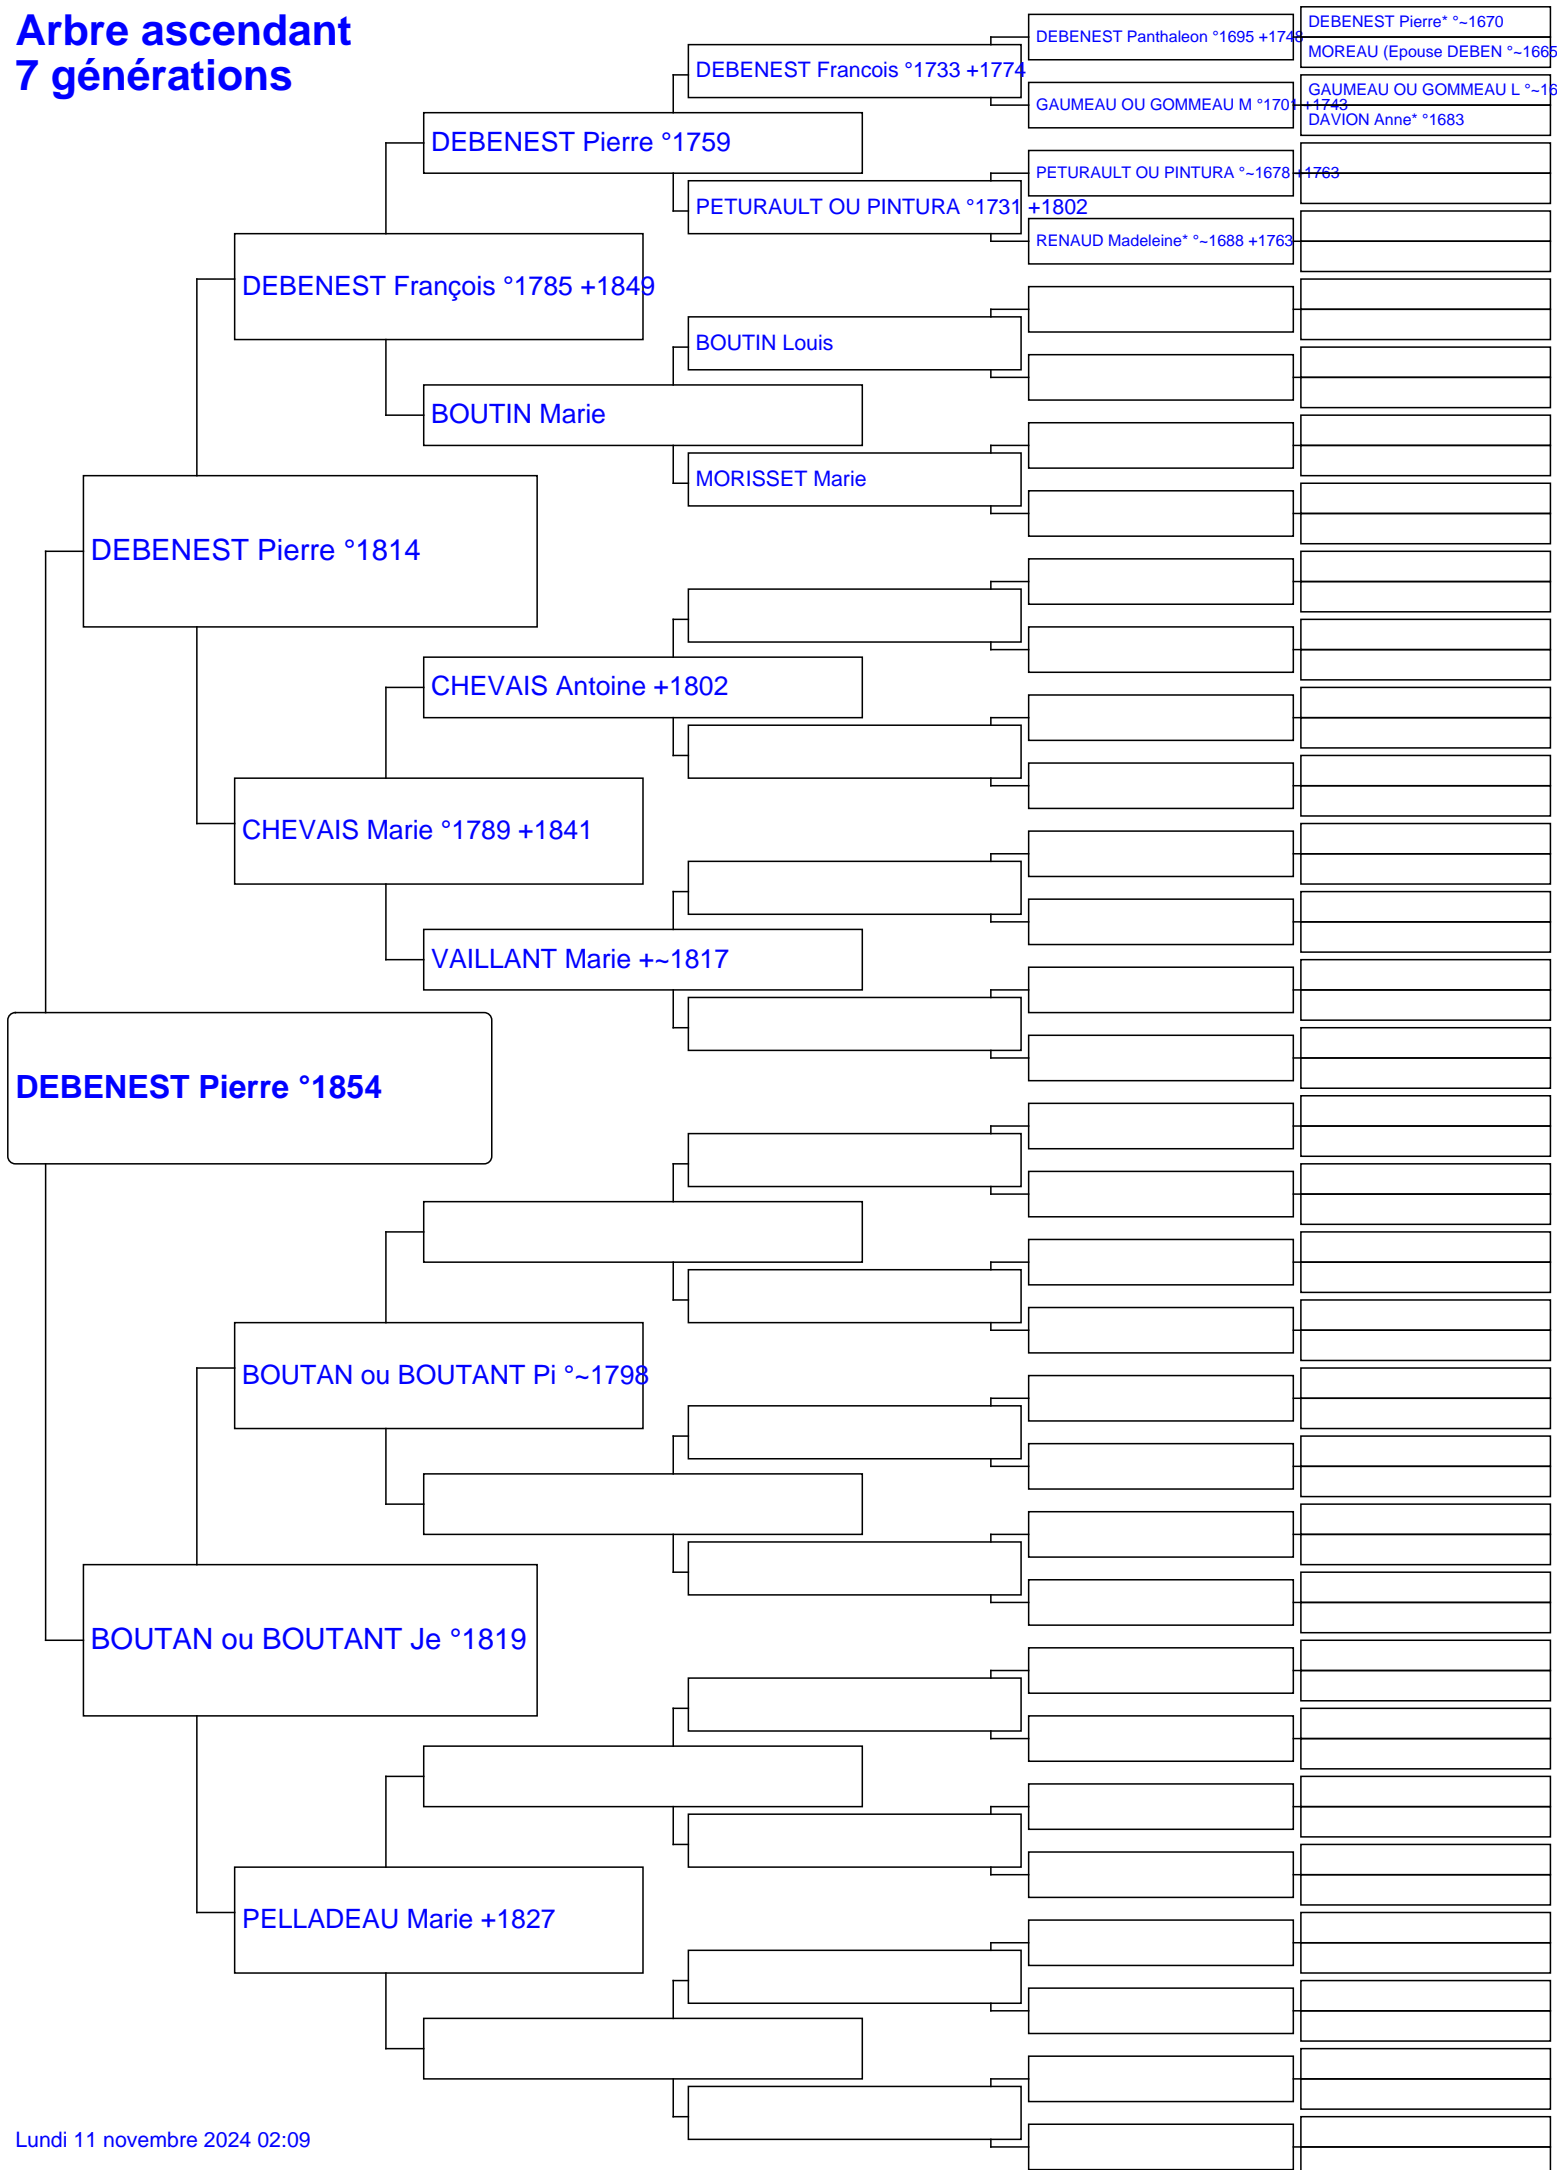 Arbre ascendant
7 générations
DEBENEST Pierre* °~1670
DEBENEST Panthaleon °1695 +1748
MOREAU (Epouse DEBEN °~1665
DEBENEST Francois °1733 +1774
GAUMEAU OU GOMMEAU L °~16
GAUMEAU OU GOMMEAU M °1701 +1743
DAVION Anne* °1683
DEBENEST Pierre °1759
PETURAULT OU PINTURA °~1678 +1763
PETURAULT OU PINTURA °1731 +1802
RENAUD Madeleine* °~1688 +1763
DEBENEST François °1785 +1849
BOUTIN Louis
BOUTIN Marie
MORISSET Marie
DEBENEST Pierre °1814
CHEVAIS Antoine +1802
CHEVAIS Marie °1789 +1841
VAILLANT Marie +~1817
DEBENEST Pierre °1854
BOUTAN ou BOUTANT Pi °~1798
BOUTAN ou BOUTANT Je °1819
PELLADEAU Marie +1827
Lundi 11 novembre 2024 02:09